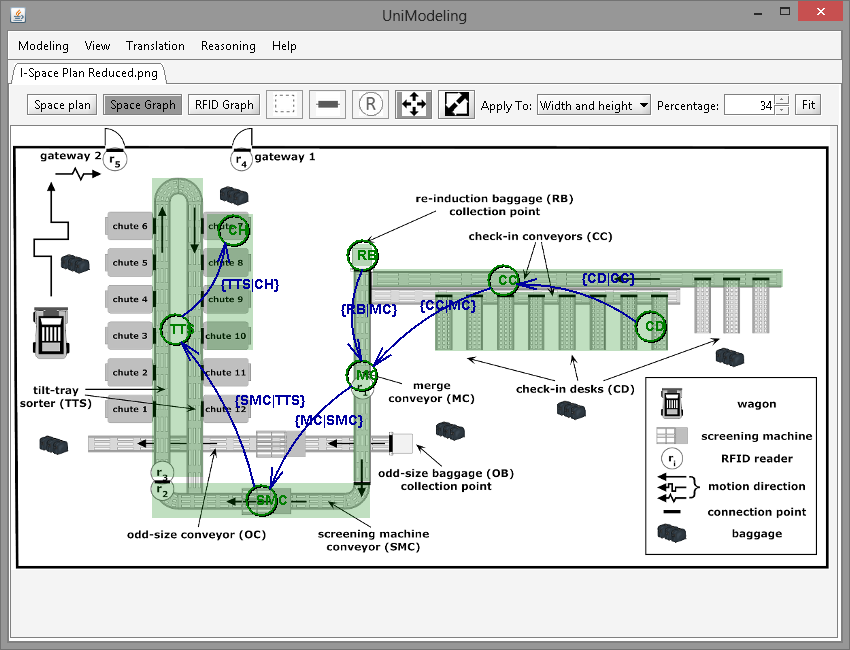 UniModeling
Modeling View Translation Reasoning Help
I-Space Plan Reduced.png
Space plan Space Graph RFID Graph R Apply To: Width and height Percentage: 34 Fit
gateway 2 r5 r4 gateway 1
re-induction baggage (RB)
collection point
check-in conveyors (CC)
chute 6 chute 7
CH
chute 5 chute 8
RB
{TTS|CH}
CC {CD|CC}
chute 4 chute 9
{RB|MC} {CC|MC}
chute 3 TTS chute 10
CD
chute 2 chute 11
MC
merge
conveyor (MC)
check-in desks (CD)
tilt-tray
sorter (TTS)
chute 1 chute 12
{SMC|TTS}
{MC|SMC}
r3
r2
odd-size baggage (OB)
collection point
SMC
odd-size conveyor (OC)
screening machine
conveyor (SMC)
wagon
screening machine
ri RFID reader
motion direction
connection point
baggage